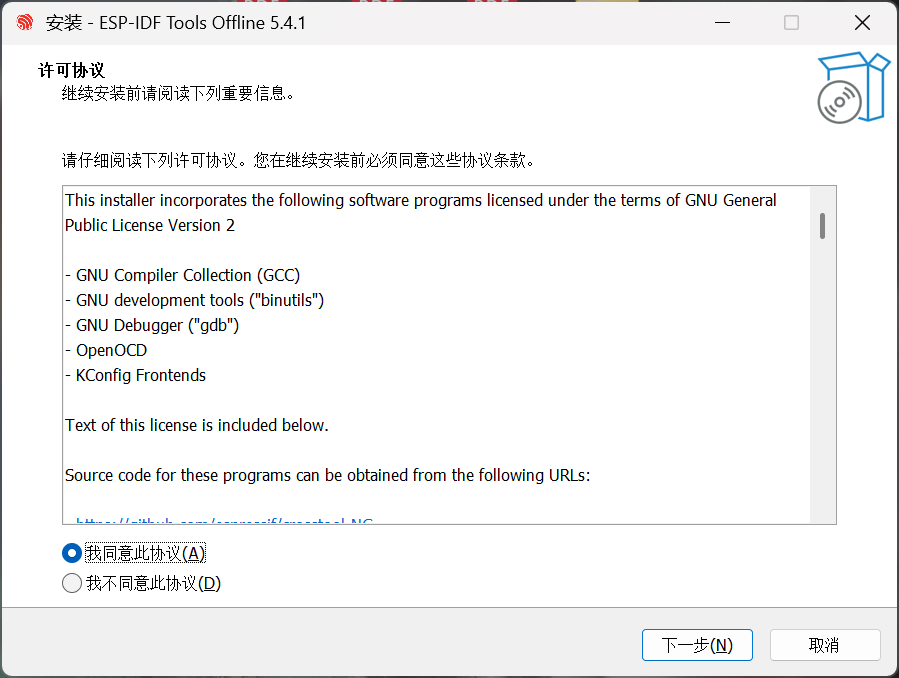 安装 - ESP-IDF Tools Offline 5.4.1
许可协议
继续安装前请阅读下列重要信息。
请仔细阅读下列许可协议。您在继续安装前必须同意这些协议条款。
This installer incorporates the following software programs licensed under the terms of GNU General
Public License Version 2
- GNU Compiler Collection (GCC)
- GNU development tools ("binutils")
- GNU Debugger ("gdb")
- OpenOCD
- KConfig Frontends
Text of this license is included below.
Source code for these programs can be obtained from the following URLs:
- https://github.com/espressif/crosstool-NG
我同意此协议(A)
我不同意此协议(D)
下一步(N)
取消